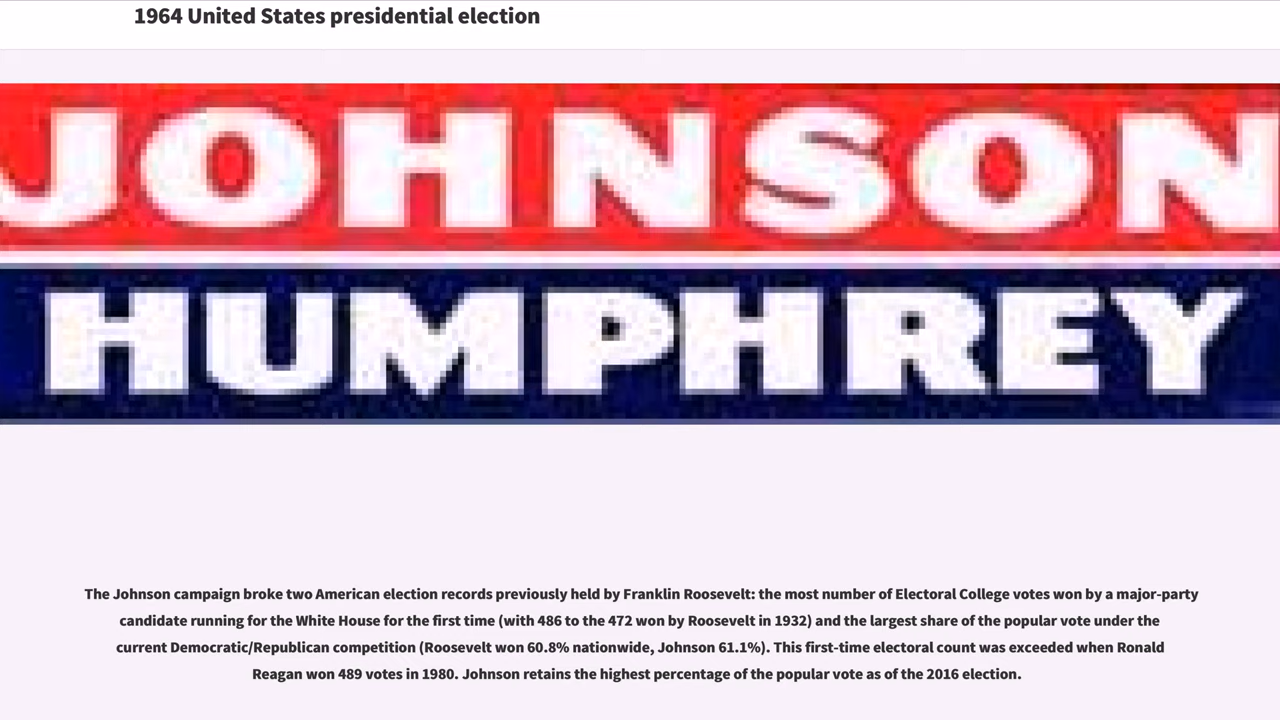 1964 United States presidential election
JOHNSON
HUMPHREY
The Johnson campaign broke two American election records previously held by Franklin Roosevelt: the most number of Electoral College votes won by a major-party
candidate running for the White House for the first time (with 486 to the 472 won by Roosevelt in 1932) and the largest share of the popular vote under the
current Democratic/Republican competition (Roosevelt won 60.8% nationwide, Johnson 61.1%). This first-time electoral count was exceeded when Ronald
Reagan won 489 votes in 1980. Johnson retains the highest percentage of the popular vote as of the 2016 election.